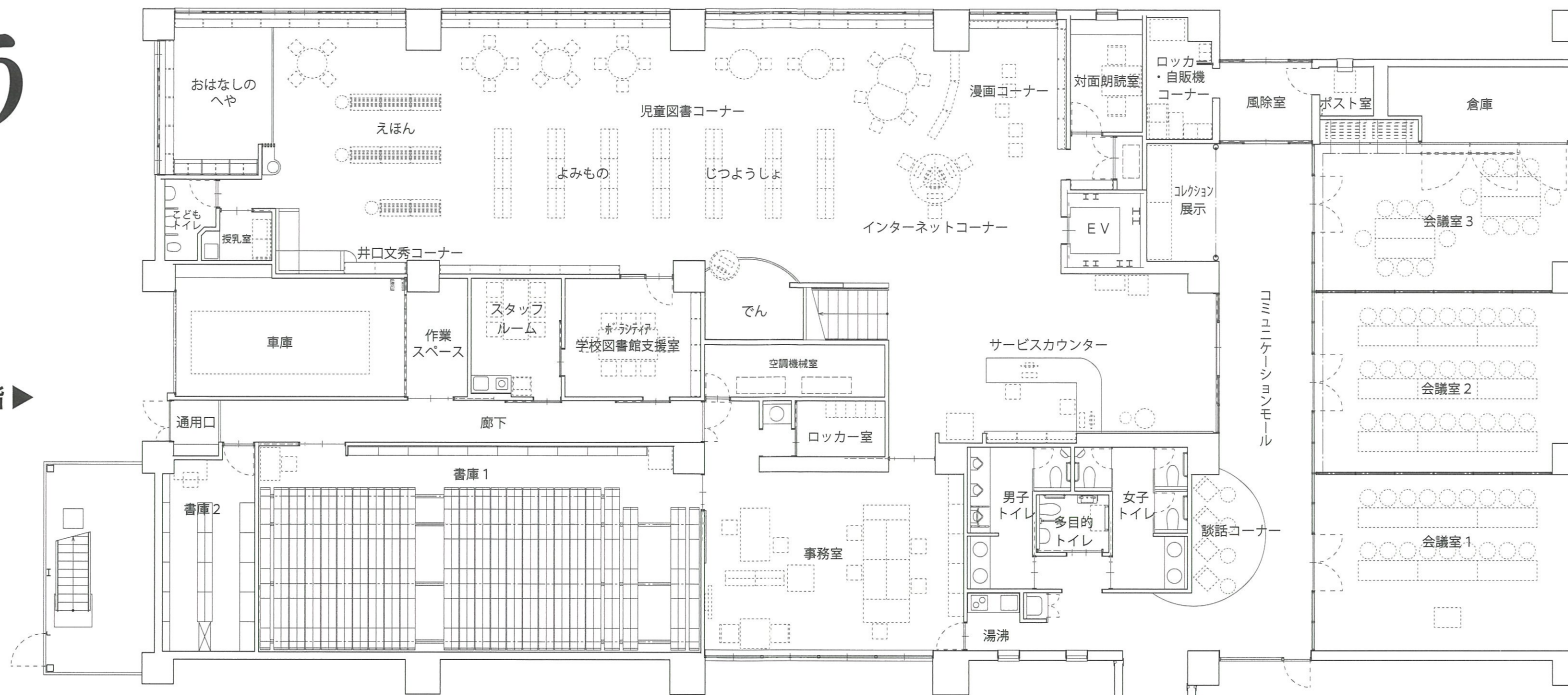 う
階▶
おはなしの
へや
えほん
児童図書コーナー
よみもの
じつようしょ
漫画コーナー
対面朗読室
ロッカー
・自販機
コーナー
風除室
ポスト室
倉庫
こども
トイレ
授乳室
井口文秀コーナー
インターネットコーナー
EV
コレクション
展示
会議室3
車庫
作業
スペース
スタッフ
ルーム
ボランティア
学校図書館支援室
でん
空調機械室
サービスカウンター
コミュニケーションモール
会議室2
通用口
廊下
ロッカー室
書庫1
書庫2
事務室
男子
トイレ
多目的
トイレ
女子
トイレ
談話コーナー
会議室1
湯沸